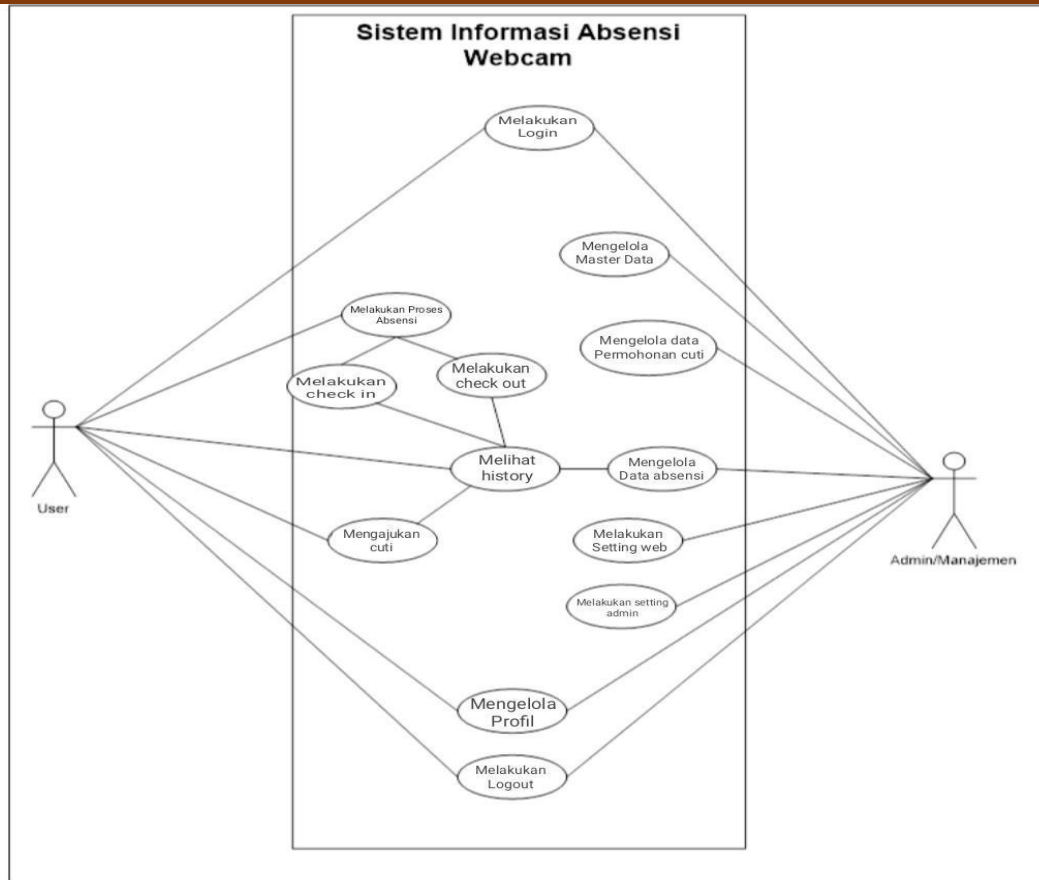 Sistem Informasi Absensi
Webcam
Melakukan
Login
Mengelola
Master Data
Melakukan Proses
Absensi
Mengelola data
Permohonan cuti
Melakukan
check out
Melakukan
check in
Melihat
history
Mengelola
Data absensi
User
Mengajukan
cuti
Melakukan
Setting web
Admin/Manajemen
Melakukan setting
admin
Mengelola
Profil
Melakukan
Logout